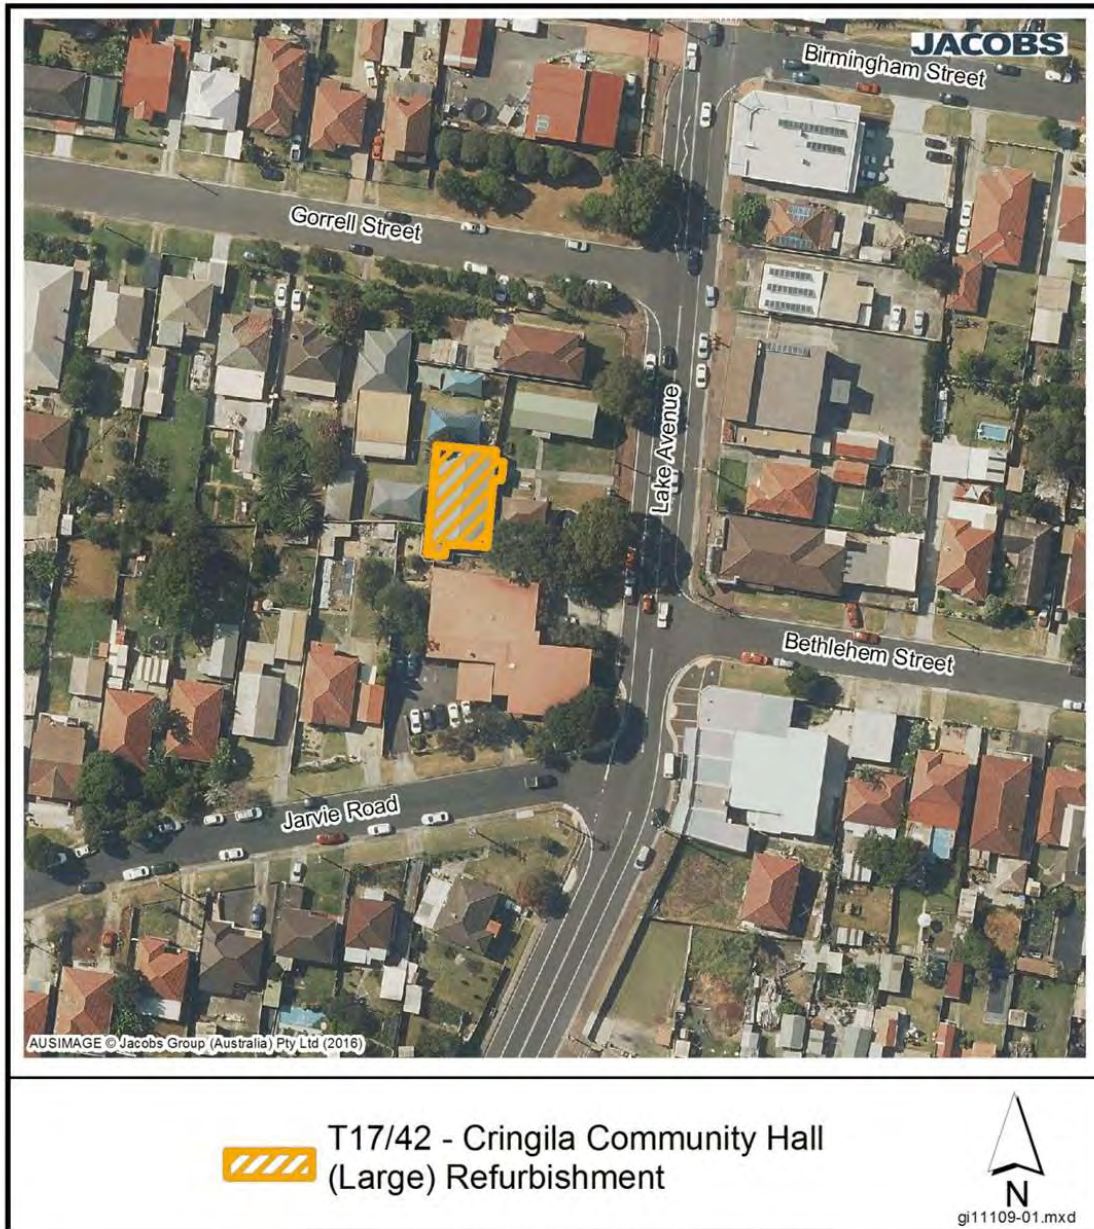 JACOBS
Birmingham Street
Gorrell Street
Lake Avenue
Bethlehem Street
Jarvie Road
AUSIMAGE © Jacobs Group (Australia) Pty Ltd (2016)
T17/42 - Cringila Community Hall
(Large) Refurbishment
N
gi11109-01.mxd